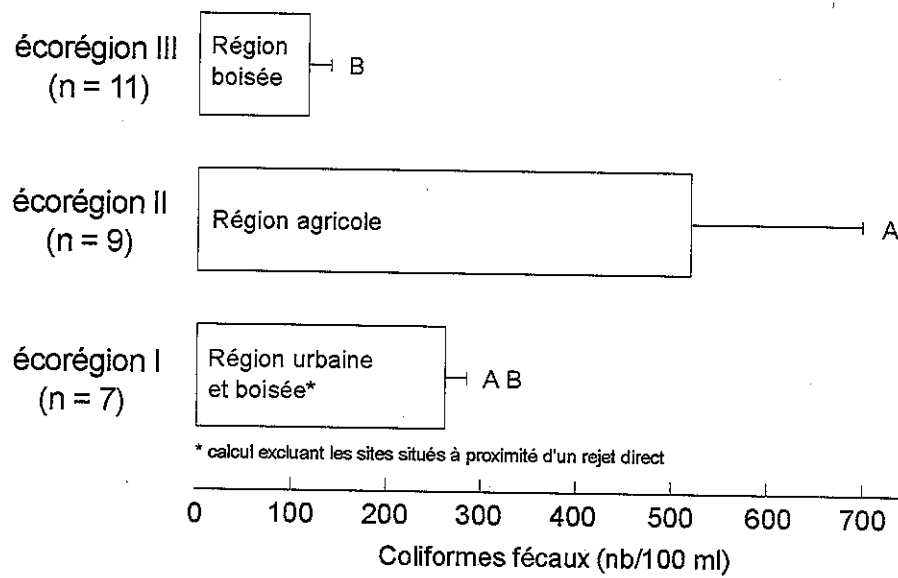 écorégion III
(n = 11)
Région
boisée
B
écorégion II
(n = 9)
Région agricole
A
écorégion I
(n = 7)
Région urbaine
et boisée*
A B
* calcul excluant les sites situés à proximité d'un rejet direct
0 100 200 300 400 500 600 700
Coliformes fécaux (nb/100 ml)